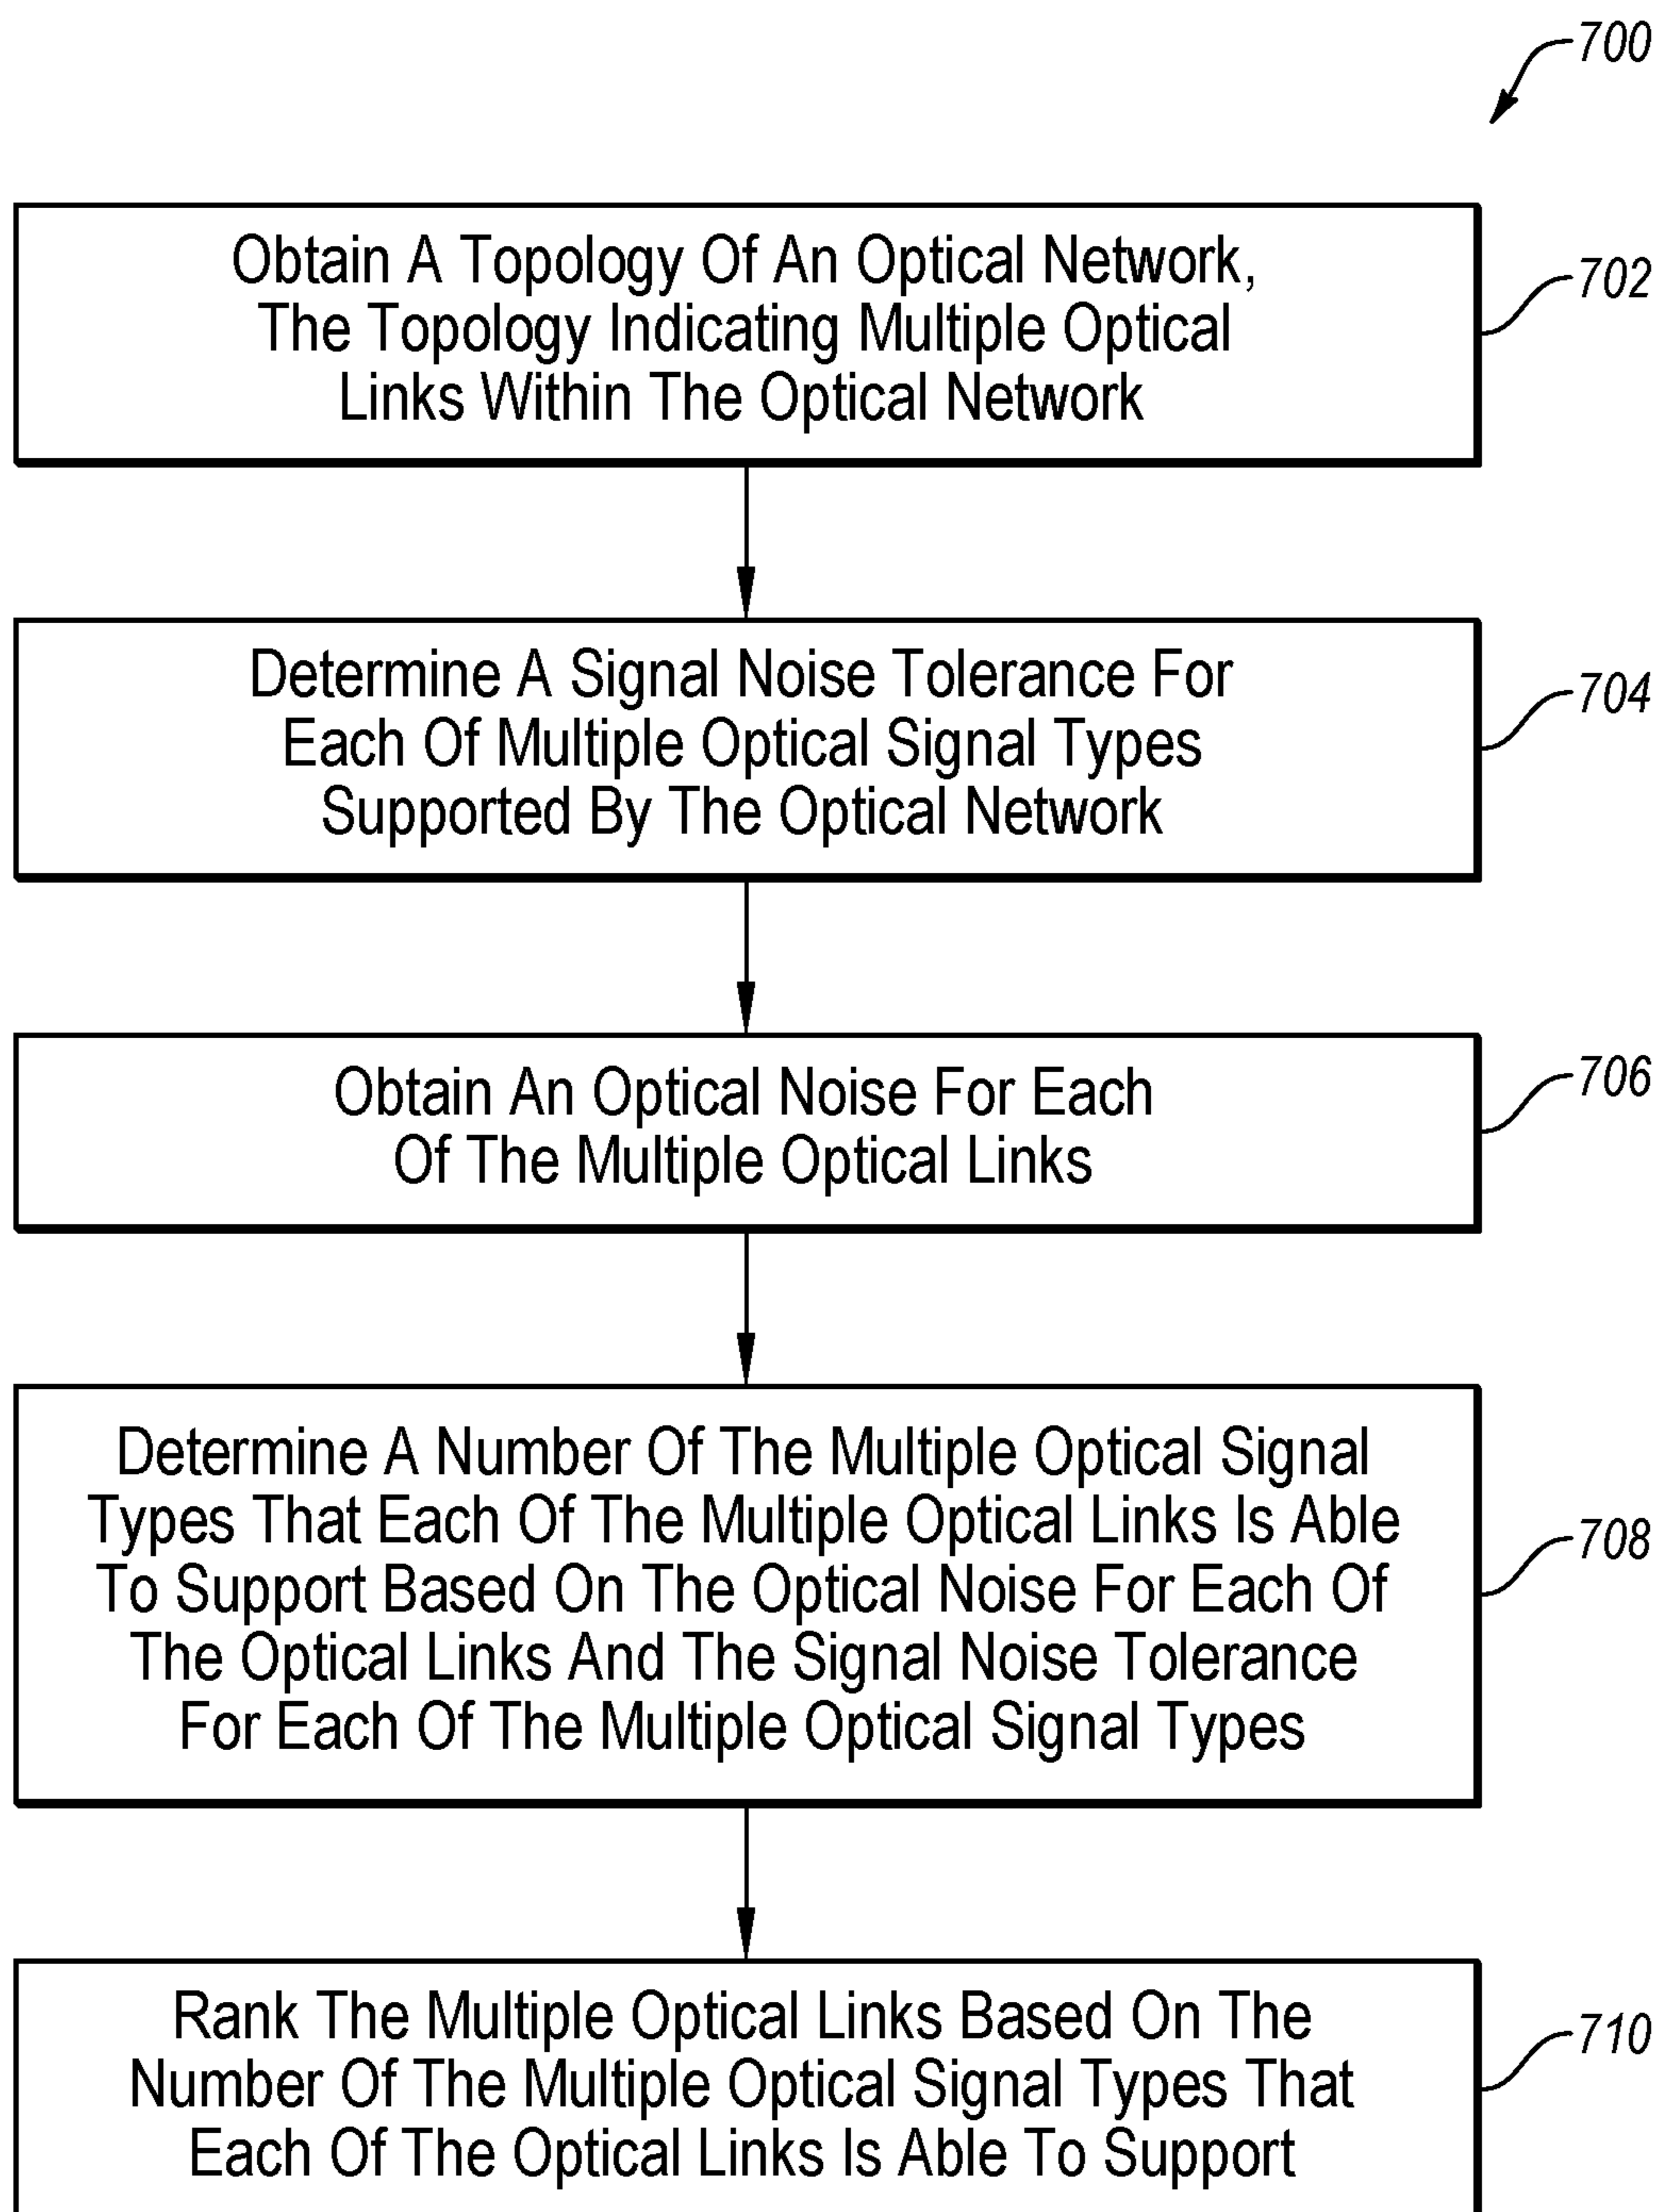 700
Obtain A Topology Of An Optical Network,
The Topology Indicating Multiple Optical
Links Within The Optical Network
702
Determine A Signal Noise Tolerance For
Each Of Multiple Optical Signal Types
Supported By The Optical Network
704
Obtain An Optical Noise For Each
Of The Multiple Optical Links
706
Determine A Number Of The Multiple Optical Signal
Types That Each Of The Multiple Optical Links Is Able
To Support Based On The Optical Noise For Each Of
The Optical Links And The Signal Noise Tolerance
For Each Of The Multiple Optical Signal Types
708
Rank The Multiple Optical Links Based On The
Number Of The Multiple Optical Signal Types That
Each Of The Optical Links Is Able To Support
710